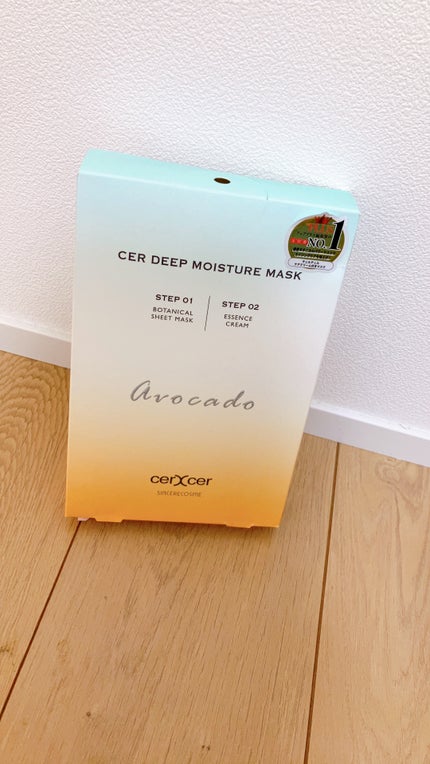 CER DEEP MOISTURE MASK
STEP 01
BOTANICAL
SHEET MASK
STEP 02
ESSENCE
CREAM
NO.1
Avocado
cerXcer
SINCERECOSME